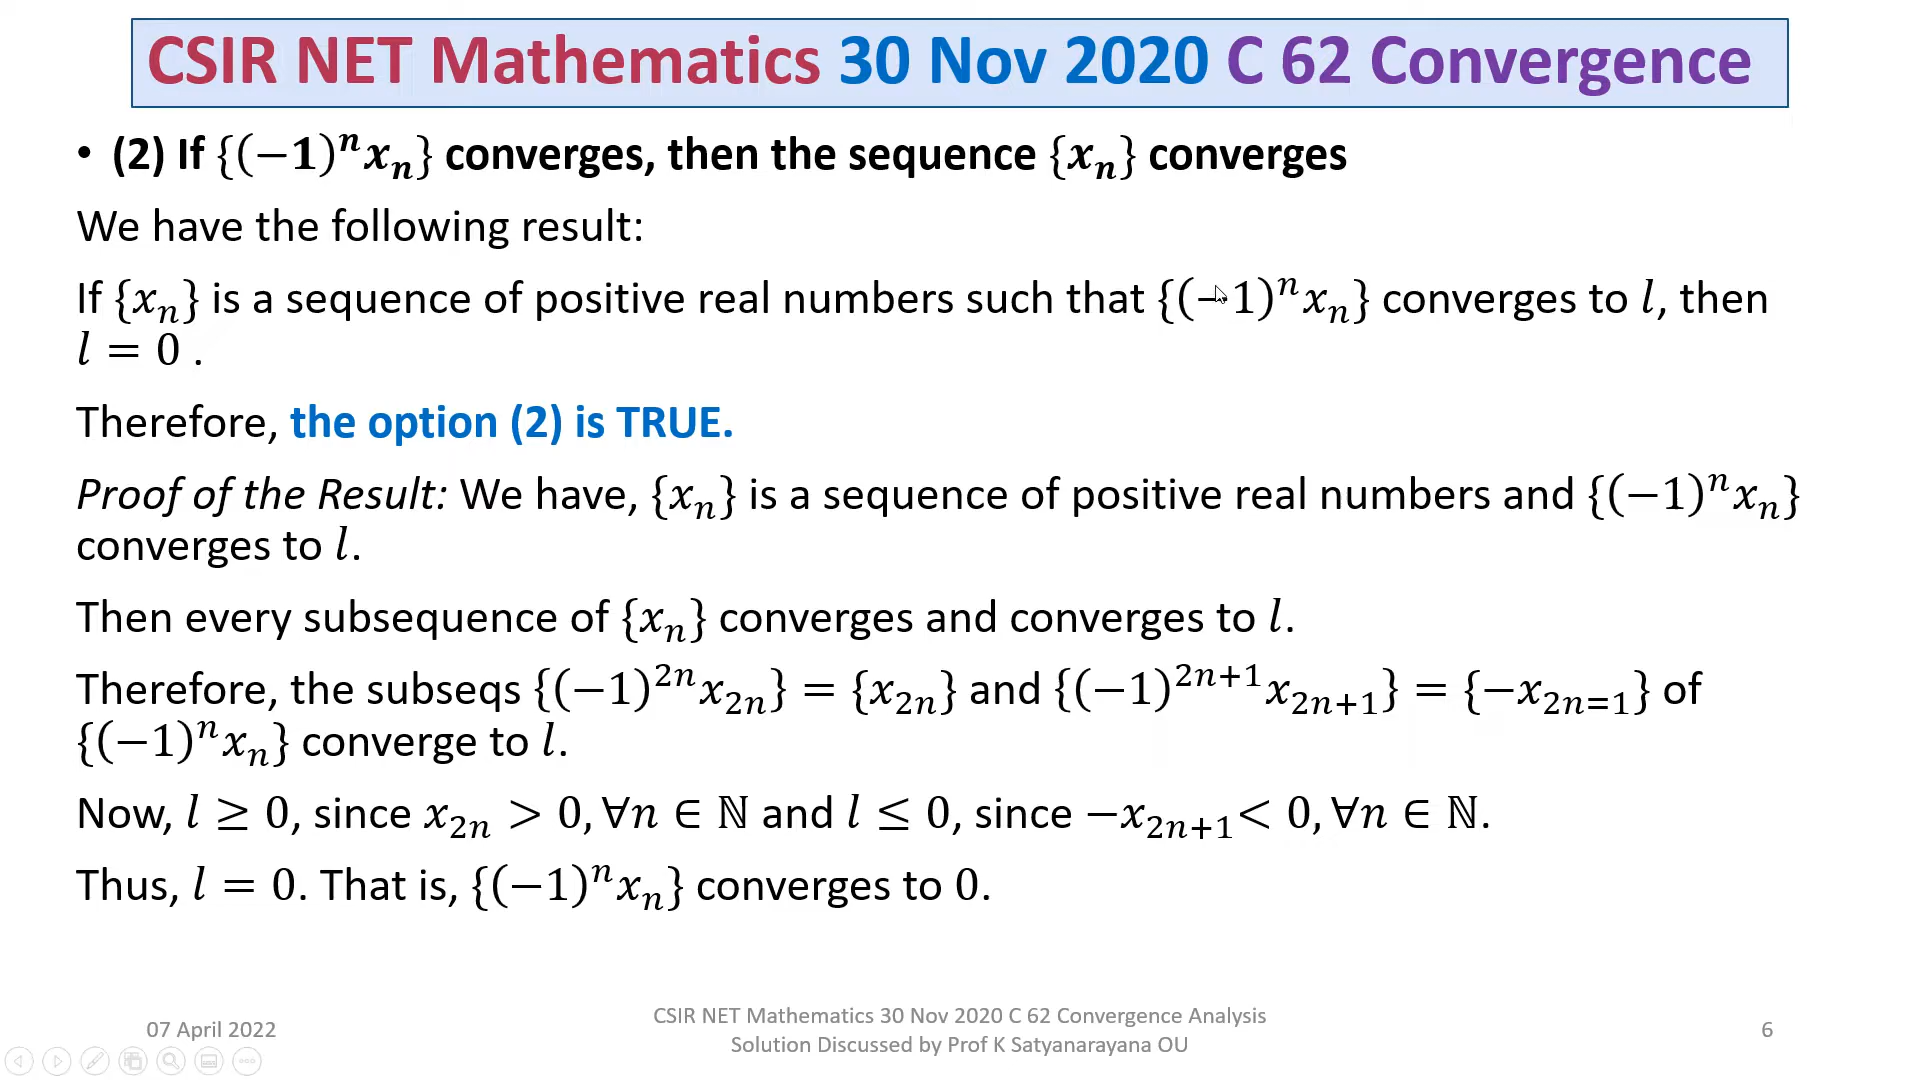 CSIR NET Mathematics 30 Nov 2020 C 62 Convergence
• (2) If {(−1)ⁿxₙ} converges, then the sequence {xₙ} converges
We have the following result:
If {xₙ} is a sequence of positive real numbers such that {(−1)ⁿxₙ} converges to l, then
l = 0 .
Therefore, the option (2) is TRUE.
Proof of the Result: We have, {xₙ} is a sequence of positive real numbers and {(−1)ⁿxₙ}
converges to l.
Then every subsequence of {xₙ} converges and converges to l.
Therefore, the subseqs {(−1)²ⁿx₂ₙ} = {x₂ₙ} and {(−1)²ⁿ⁺¹x₂ₙ₊₁} = {−x₂ₙ₌₁} of
{(−1)ⁿxₙ} converge to l.
Now, l ≥ 0, since x₂ₙ > 0, ∀n ∈ ℕ and l ≤ 0, since −x₂ₙ₊₁< 0, ∀n ∈ ℕ.
Thus, l = 0. That is, {(−1)ⁿxₙ} converges to 0.
07 April 2022
CSIR NET Mathematics 30 Nov 2020 C 62 Convergence Analysis
Solution Discussed by Prof K Satyanarayana OU
6